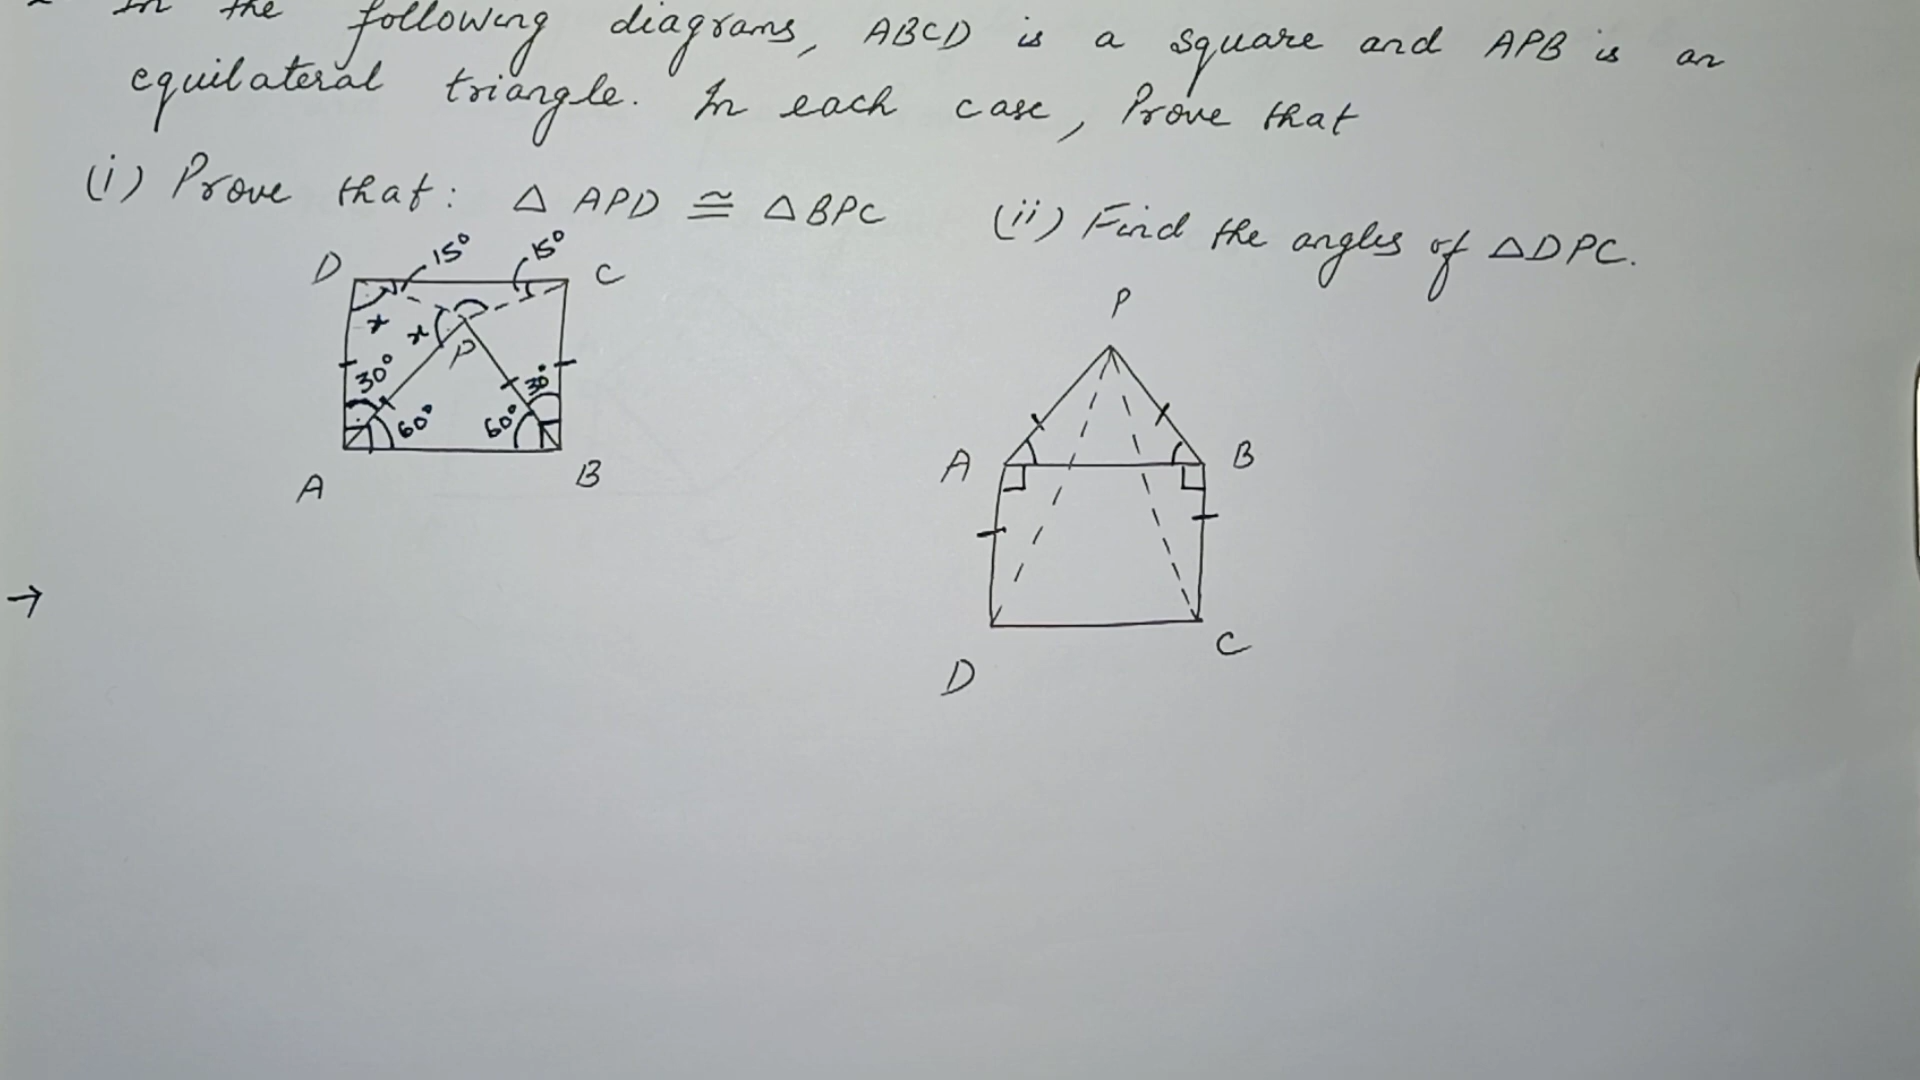 In the following diagrams, ABCD is a square and APB is an
equilateral triangle. In each case, Prove that
(i) Prove that: △ APD ≅ △BPC (ii) Find the angles of △DPC.
D 15° 15° C
x x P
30° 30°
60° 60°
A B
P
A B
D C
→